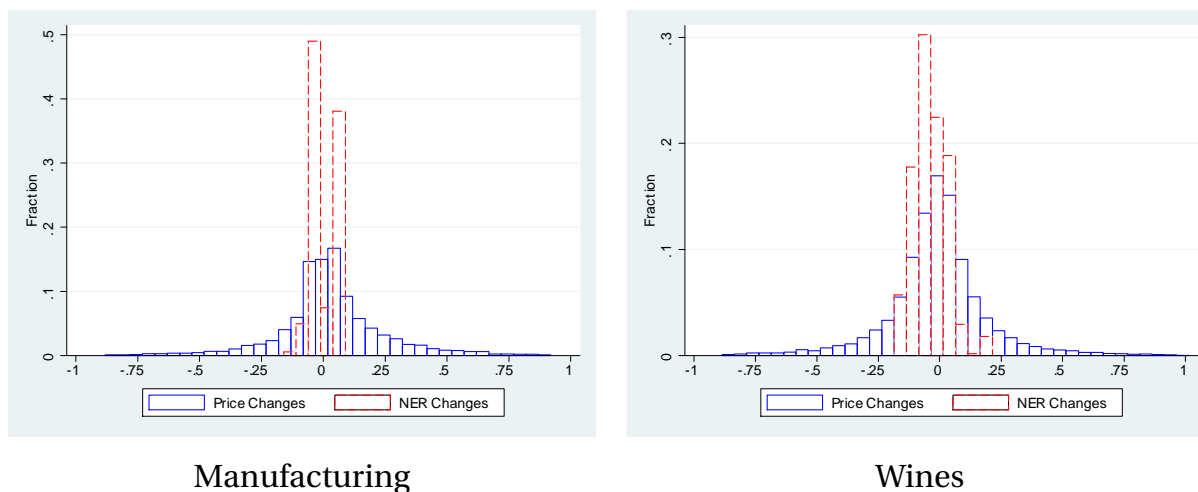 Fraction
.5
.4
.3
.2
.1
0
-1 -.75 -.5 -.25 0 .25 .5 .75 1
Price Changes NER Changes
Manufacturing
Fraction
.3
.2
.1
0
-1 -.75 -.5 -.25 0 .25 .5 .75 1
Price Changes NER Changes
Wines